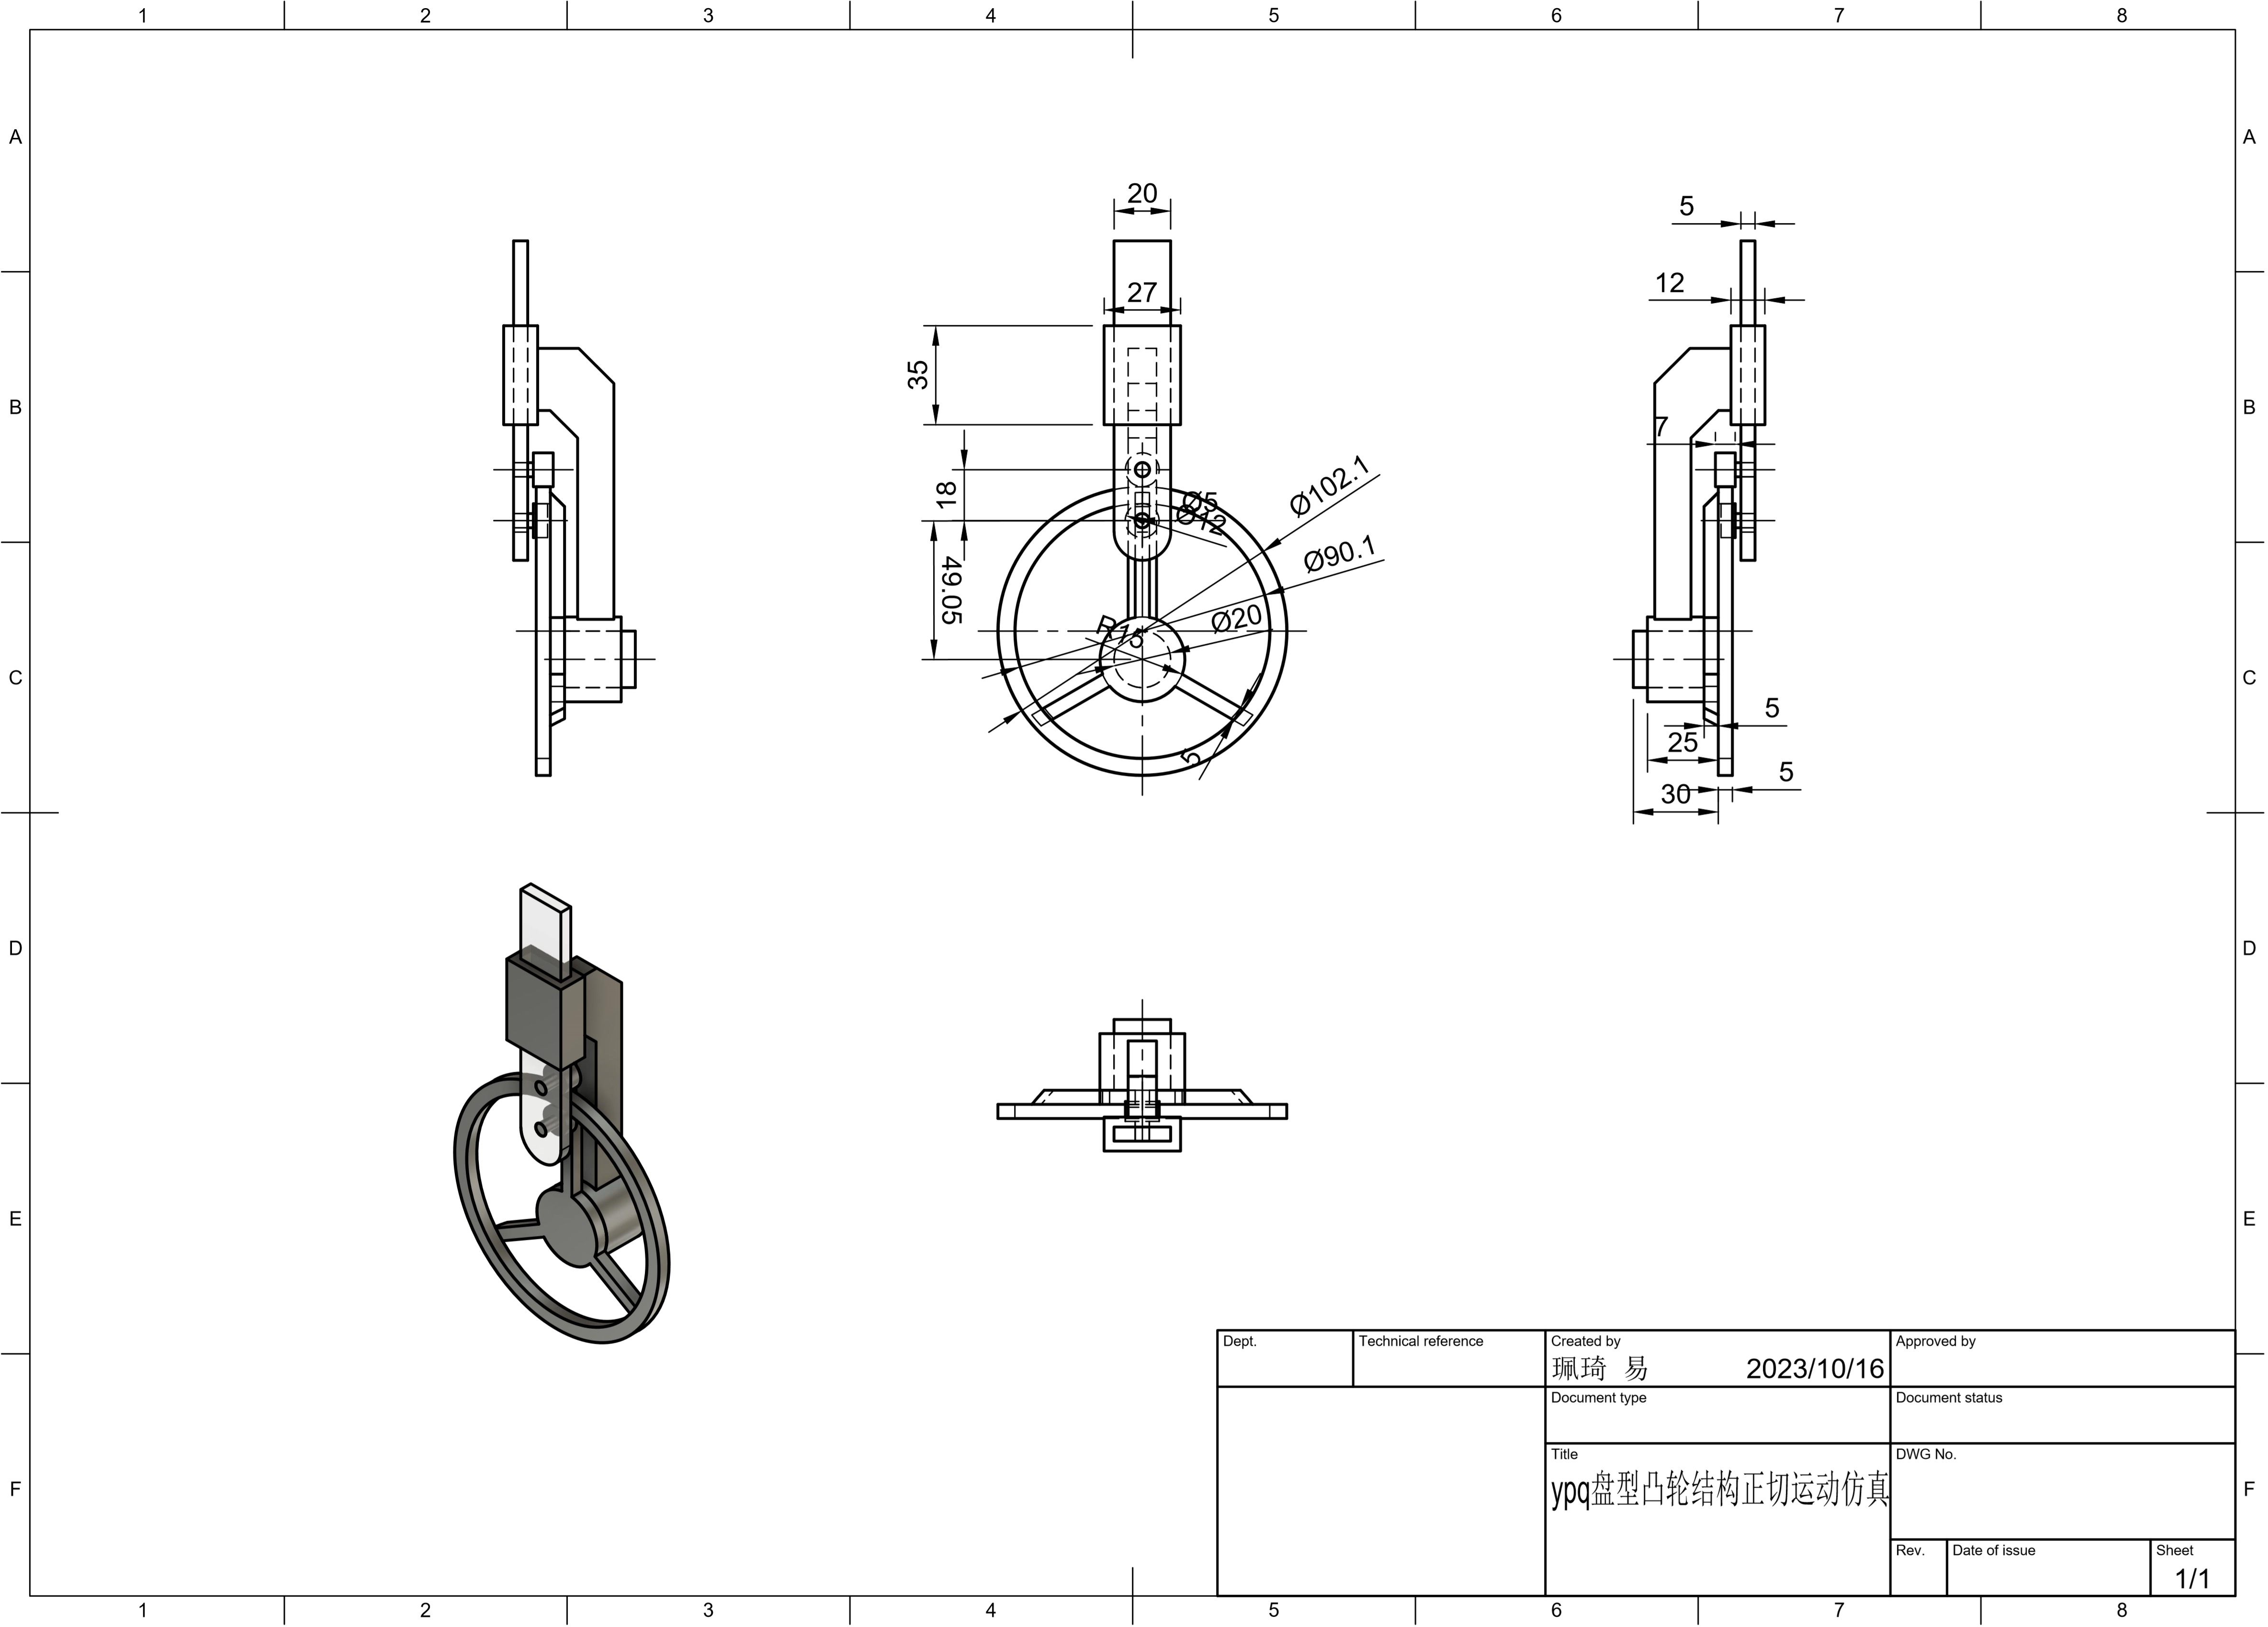 1 2 3 4 5 6 7 8
A A
B B
C C
D D
E E
F F
20
27
35
18
49.05
Ø5
Ø12
Ø102.1
Ø90.1
Ø20
R15
5
5
12
7
5
25
5
30
Dept.
Technical reference
Created by
珮琦 易 2023/10/16
Approved by
Document type
Document status
Title
ypq盘型凸轮结构正切运动仿真
DWG No.
Rev.
Date of issue
Sheet
1/1
1 2 3 4 5 6 7 8